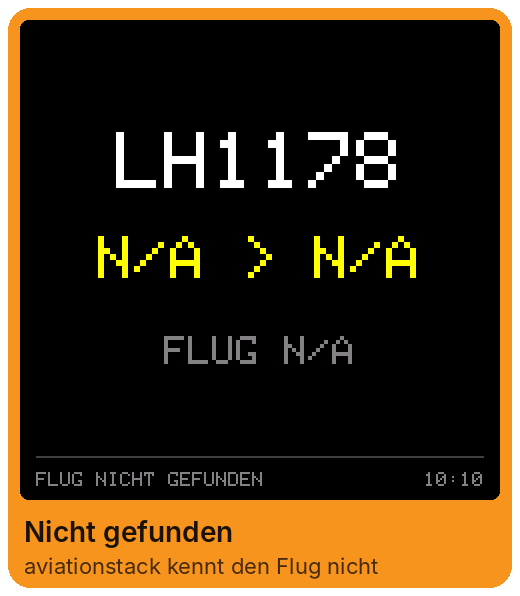 LH1178
N/A > N/A
FLUG N/A
FLUG NICHT GEFUNDEN 10:10
Nicht gefunden
aviationstack kennt den Flug nicht